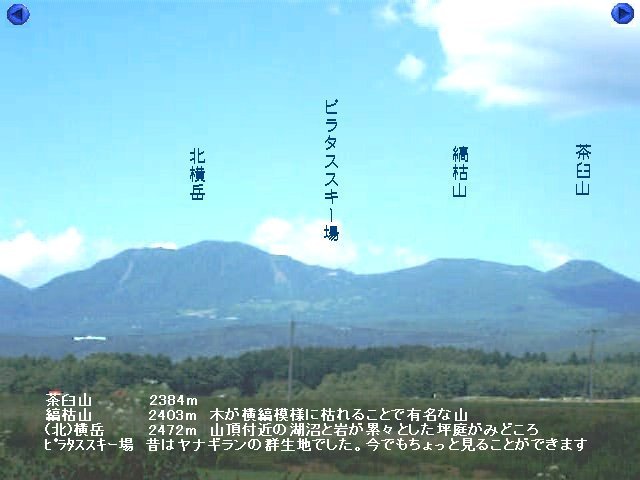 北横岳
ピラタススキー場
縞枯山
茶臼山
茶臼山 2384m
縞枯山 2403m 木が横縞模様に枯れることで有名な山
(北)横岳 2472m 山頂付近の湖沼と岩が累々とした坪庭がみどころ
ﾋﾟﾗﾀｽスキー場 昔はヤナギランの群生地でした。今でもちょっと見ることができます